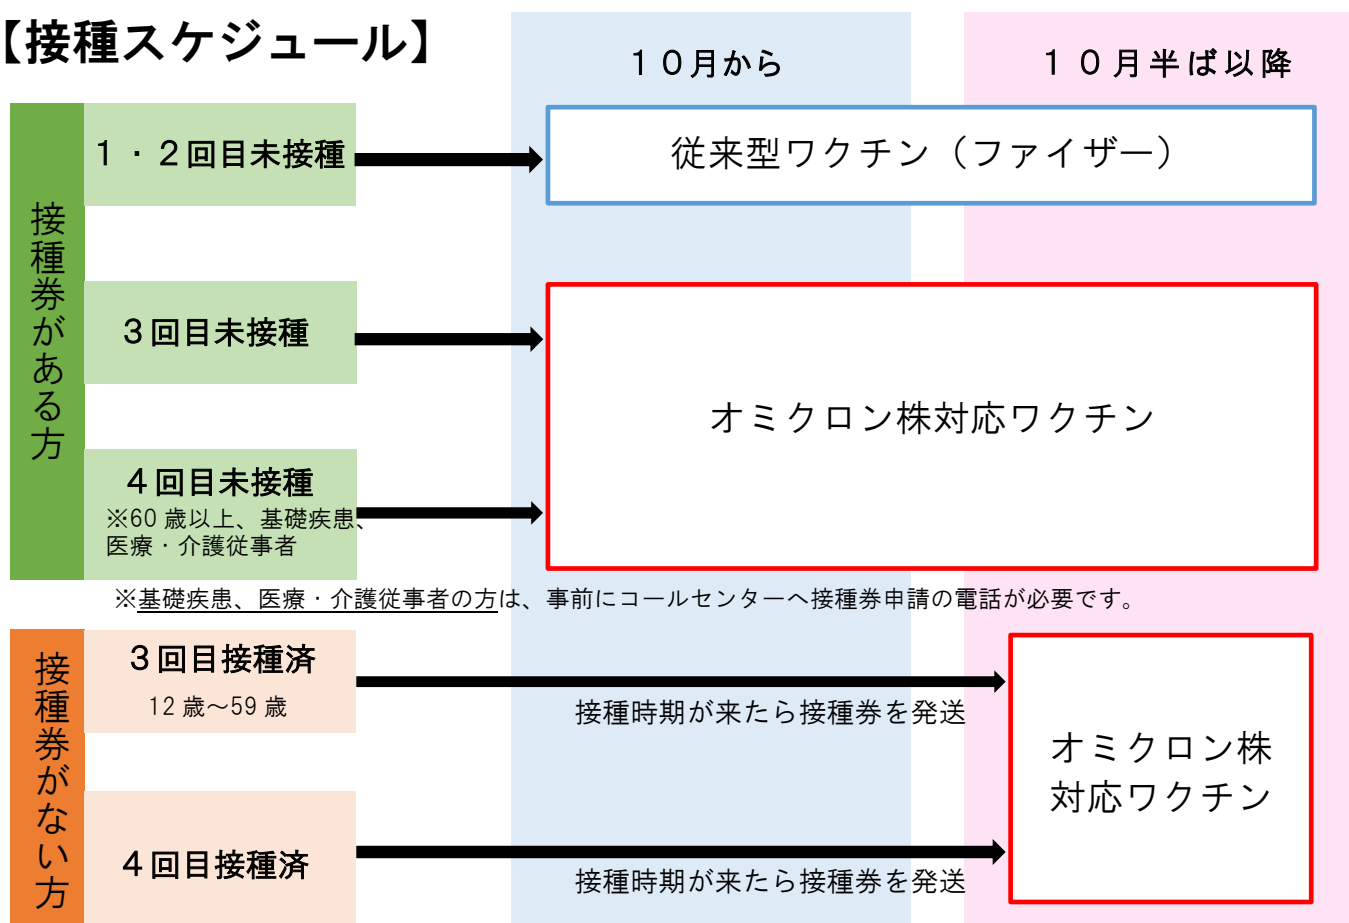 【接種スケジュール】
10月から
10月半ば以降
接種券がある方
1・2回目未接種
従来型ワクチン（ファイザー）
3回目未接種
オミクロン株対応ワクチン
4回目未接種
※60歳以上、基礎疾患、
医療・介護従事者
※基礎疾患、医療・介護従事者の方は、事前にコールセンターへ接種券申請の電話が必要です。
接種券がない方
3回目接種済
12歳～59歳
接種時期が来たら接種券を発送
オミクロン株
対応ワクチン
4回目接種済
接種時期が来たら接種券を発送